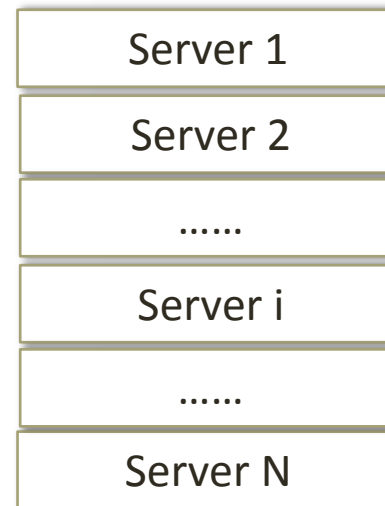 Server 1
Server 2
......
Server i
......
Server N